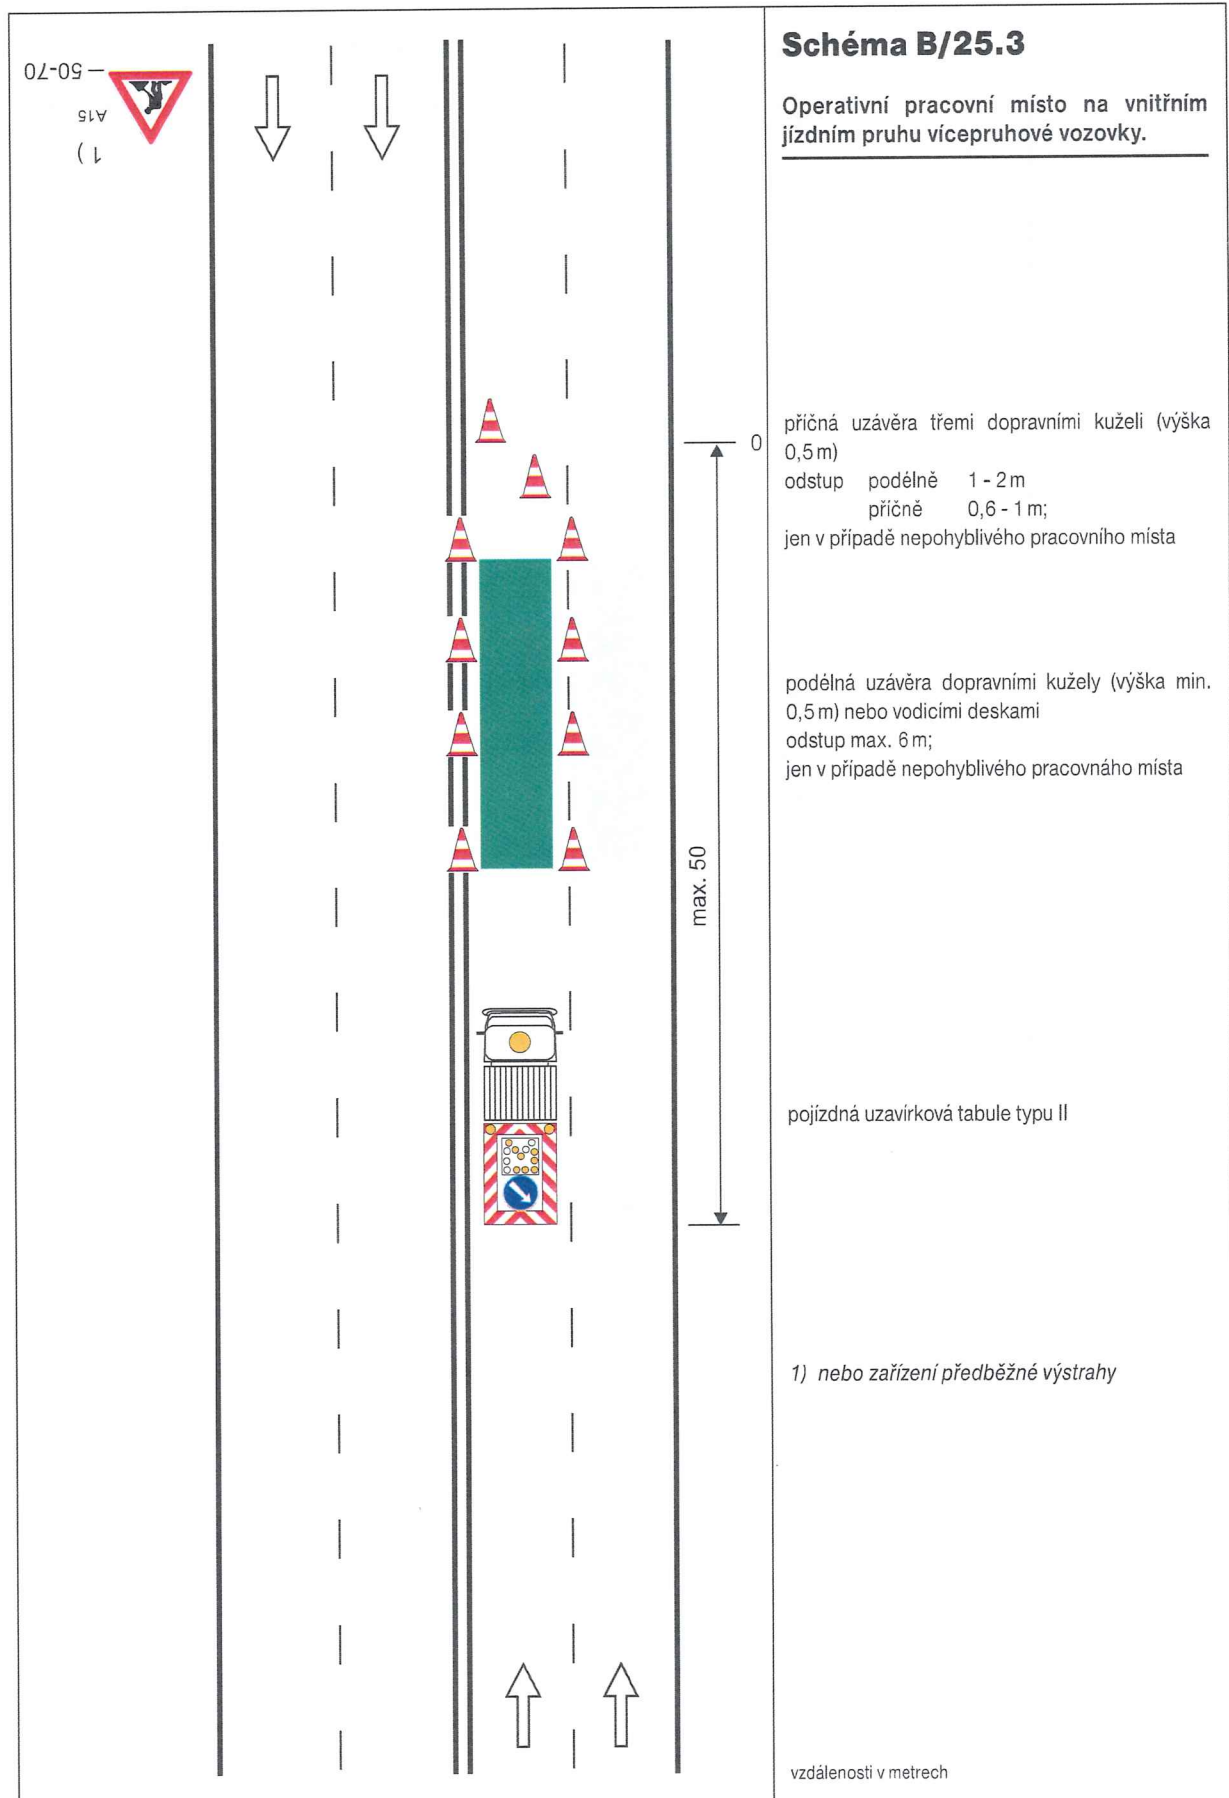 Schéma B/25.3
Operativní pracovní místo na vnitřním
jízdním pruhu vícepruhové vozovky.
50-70
A15
1)
0
příčná uzávěra třemi dopravními kuželi (výška
0,5 m)
odstup podélně 1 - 2 m
příčně 0,6 - 1 m;
jen v případě nepohyblivého pracovního místa
podélná uzávěra dopravními kužely (výška min.
0,5 m) nebo vodicími deskami
odstup max. 6 m;
jen v případě nepohyblivého pracovnáho místa
max. 50
pojízdná uzavírková tabule typu II
1) nebo zařízení předběžné výstrahy
vzdálenosti v metrech